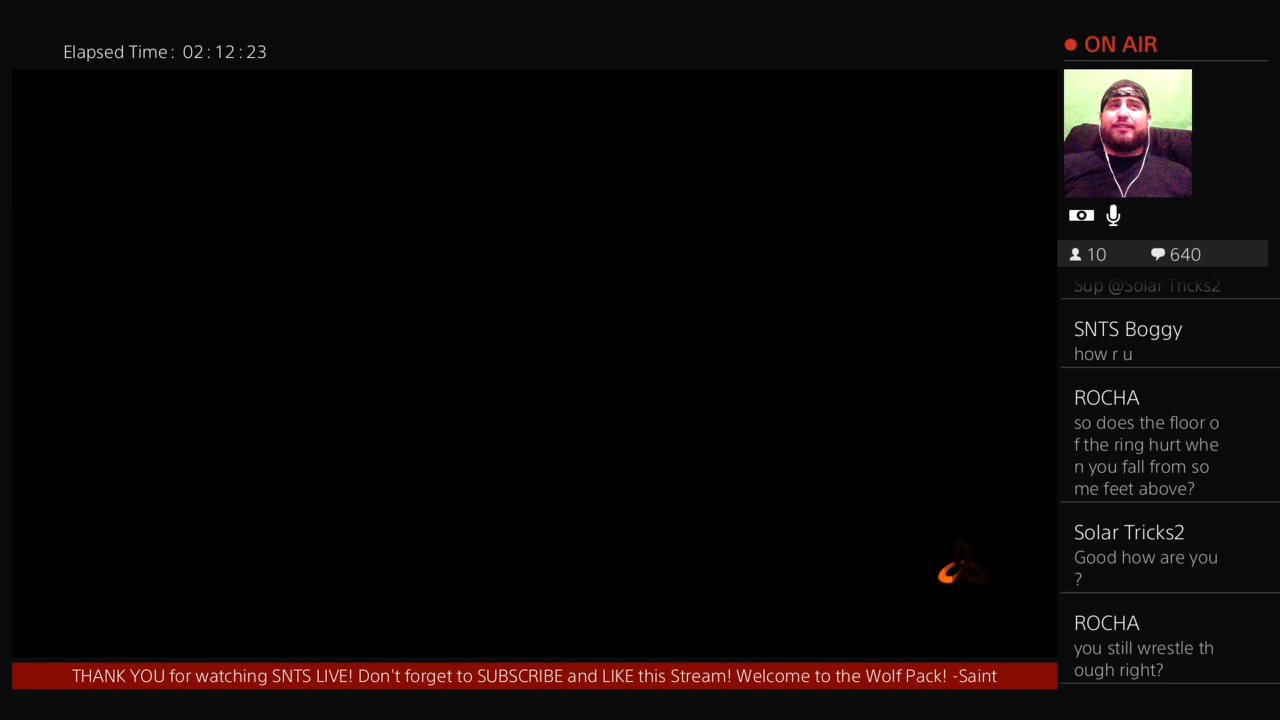 Elapsed Time: 02:12:23
ON AIR
10 640
Sup @Solar Tricks2
SNTS Boggy
how r u
ROCHA
so does the floor o
f the ring hurt whe
n you fall from so
me feet above?
Solar Tricks2
Good how are you
?
ROCHA
you still wrestle th
ough right?
THANK YOU for watching SNTS LIVE! Don't forget to SUBSCRIBE and LIKE this Stream! Welcome to the Wolf Pack! -Saint